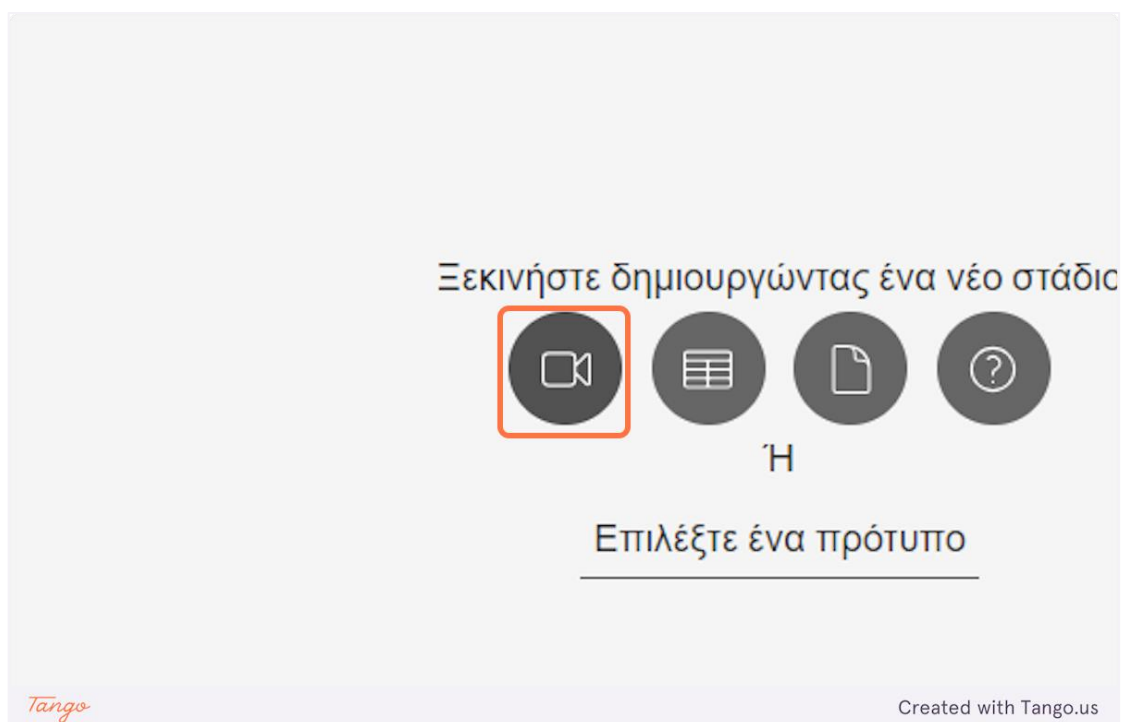 Ξεκινήστε δημιουργώντας ένα νέο στάδιο
Ή
Επιλέξτε ένα πρότυπο
Tango
Created with Tango.us